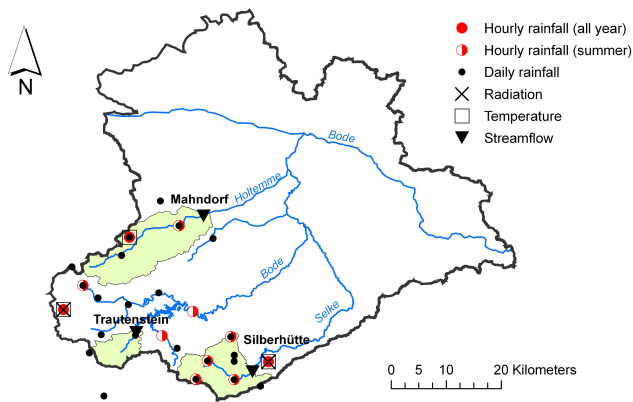 Hourly rainfall (all year)
Hourly rainfall (summer)
Daily rainfall
Radiation
Temperature
Streamflow
N
Bode
Holtemme
Mahndorf
Bode
Selke
Trautenstein
Silberhütte
0 5 10 20 Kilometers